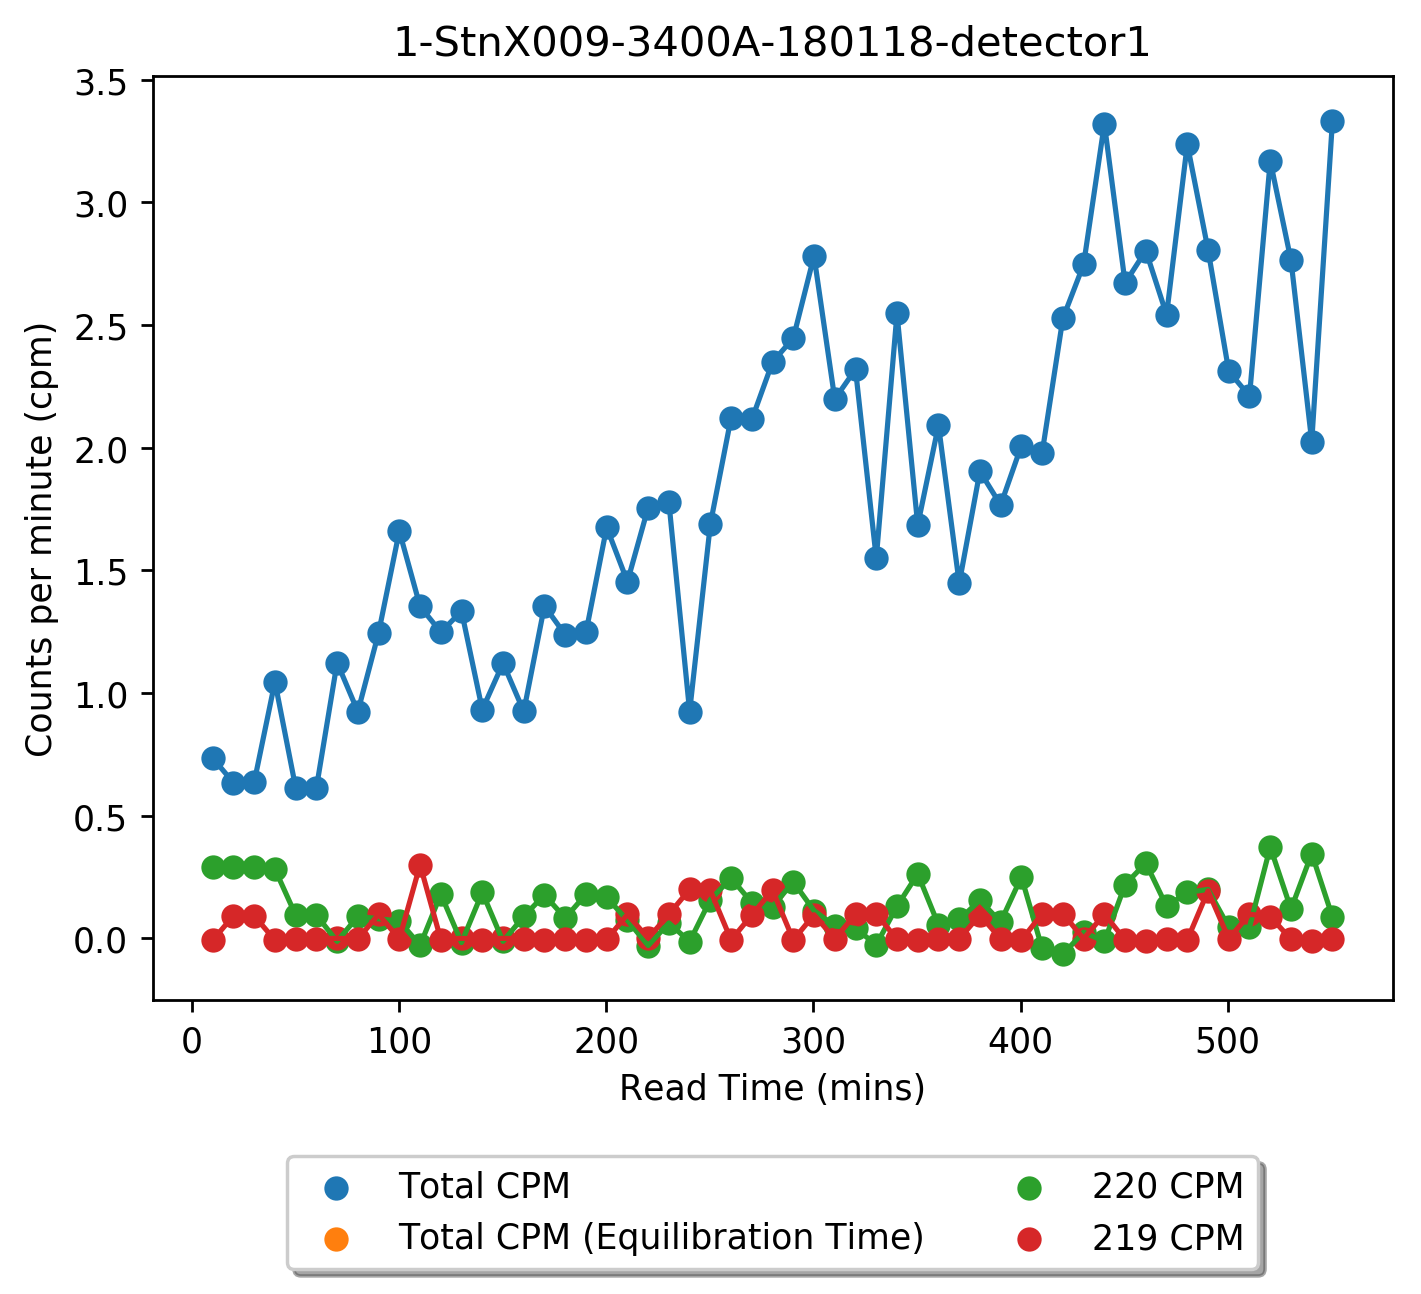 1-StnX009-3400A-180118-detector1
3.5
3.0
2.5
2.0
1.5
1.0
0.5
0.0
Counts per minute (cpm)
0 100 200 300 400 500
Read Time (mins)
Total CPM 220 CPM
Total CPM (Equilibration Time) 219 CPM